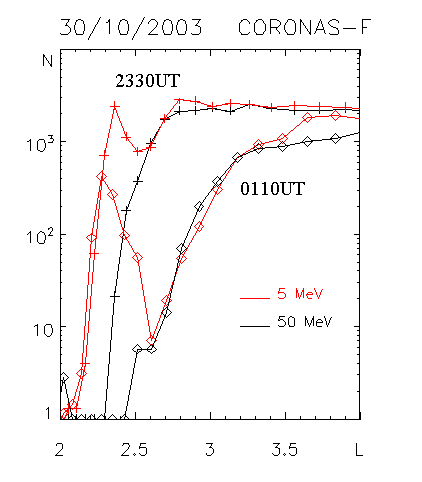 30/10/2003 CORONAS-F
N
2330UT
10³
0110UT
10²
5 MeV
50 MeV
10
1
2 2.5 3 3.5 L